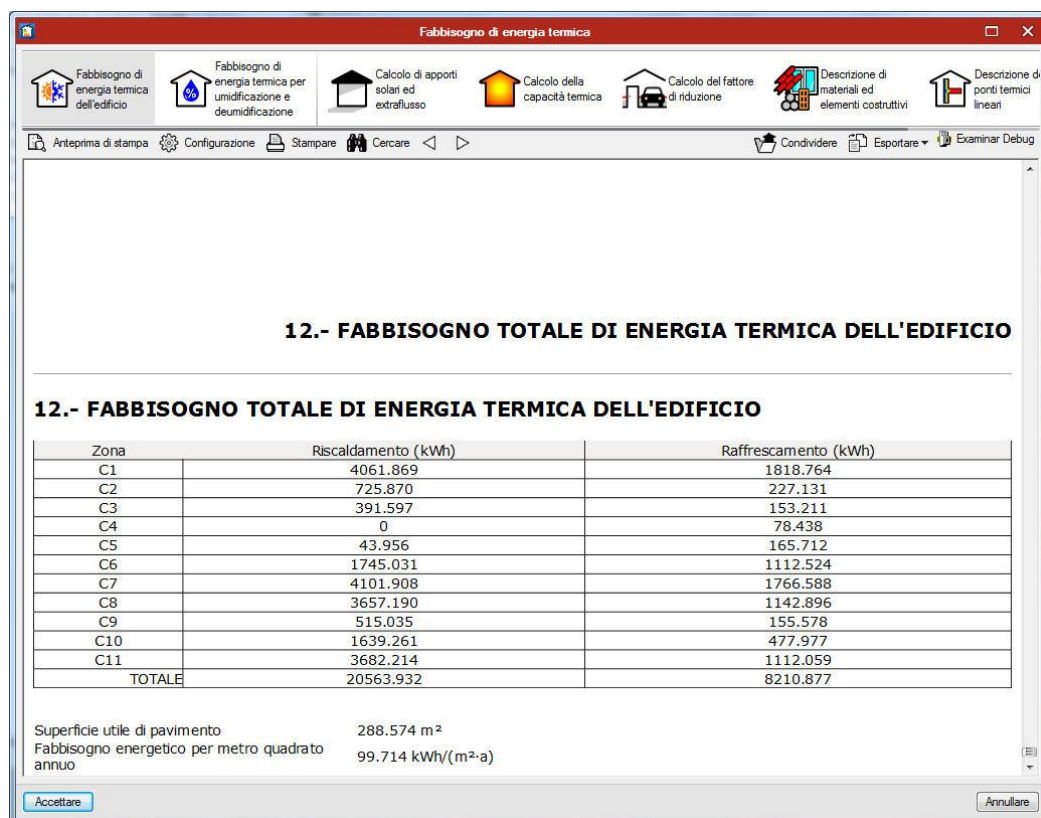 Fabbisogno di energia termica
Fabbisogno di
energia termica
dell'edificio
Fabbisogno di
energia termica per
umidificazione e
deumidificazione
Calcolo di apporti
solari ed
extraflusso
Calcolo della
capacità termica
Calcolo del fattore
di riduzione
Descrizione di
materiali ed
elementi costruttivi
Descrizione de
ponti termici
lineari
Anteprima di stampa Configurazione Stampare Cercare Condividere Esportare Examinar Debug
12.- FABBISOGNO TOTALE DI ENERGIA TERMICA DELL'EDIFICIO
12.- FABBISOGNO TOTALE DI ENERGIA TERMICA DELL'EDIFICIO
Zona Riscaldamento (kWh) Raffrescamento (kWh)
C1 4061.869 1818.764
C2 725.870 227.131
C3 391.597 153.211
C4 0 78.438
C5 43.956 165.712
C6 1745.031 1112.524
C7 4101.908 1766.588
C8 3657.190 1142.896
C9 515.035 155.578
C10 1639.261 477.977
C11 3682.214 1112.059
TOTALE 20563.932 8210.877
Superficie utile di pavimento 288.574 m²
Fabbisogno energetico per metro quadrato
annuo 99.714 kWh/(m²·a)
Accettare Annullare